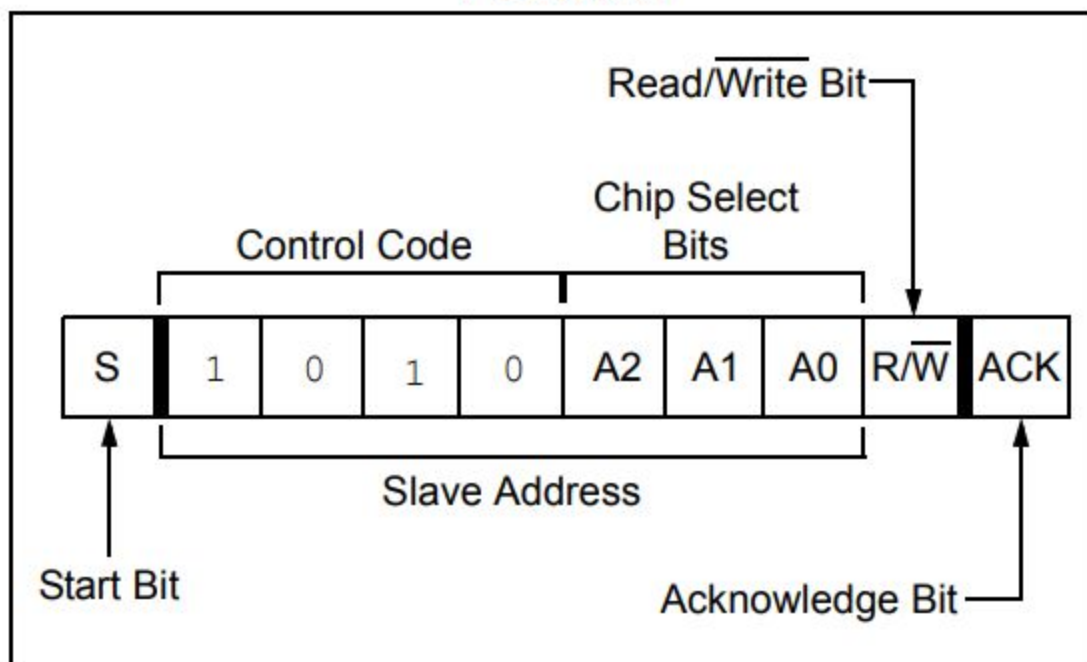 Read/Write Bit
Chip Select
Bits
Control Code
S 1 0 1 0 A2 A1 A0 R/W ACK
Slave Address
Start Bit
Acknowledge Bit